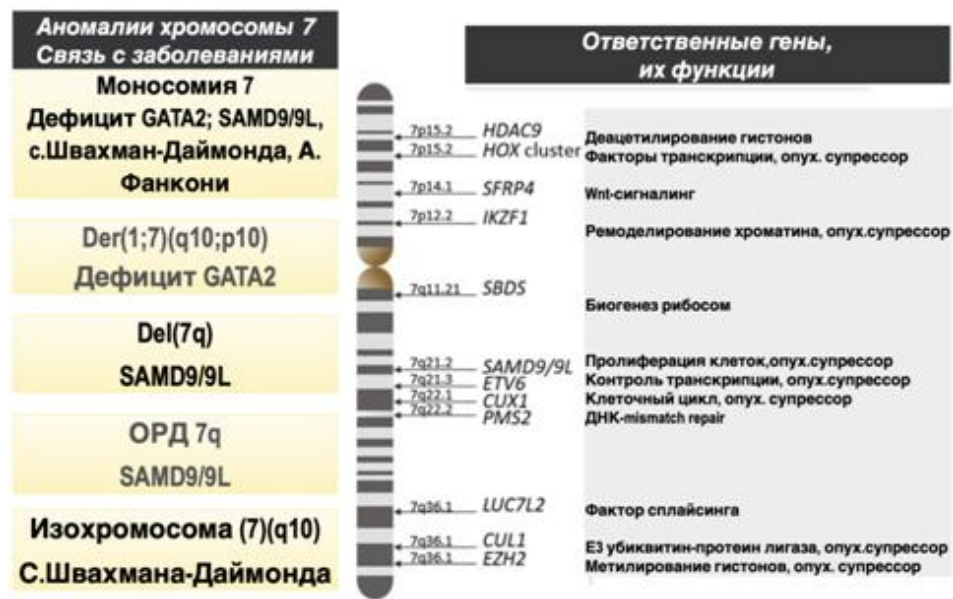 Аномалии хромосомы 7
Связь с заболеваниями
Моносомия 7
Дефицит GATA2; SAMD9/9L,
с.Швахман-Даймонда, А.
Фанкони
Der(1;7)(q10;p10)
Дефицит GATA2
Del(7q)
SAMD9/9L
ОРД 7q
SAMD9/9L
Изохромосома (7)(q10)
С.Швахмана-Даймонда
Ответственные гены,
их функции
7p15.2 HDAC9 Деацетилирование гистонов
7p15.2 HOX cluster Факторы транскрипции, опух. супрессор
7p14.1 SFRP4 Wnt-сигналинг
7p12.2 IKZF1 Ремоделирование хроматина, опух.супрессор
7q11.21 SBDS Биогенез рибосом
7q21.2 SAMD9/9L Пролиферация клеток,опух.супрессор
7q21.3 ETV6 Контроль транскрипции, опух.супрессор
7q22.1 CUX1 Клеточный цикл, опух. супрессор
7q22.2 PMS2 ДНК-mismatch repair
7q36.1 LUC7L2 Фактор сплайсинга
7q36.1 CUL1 E3 убиквитин-протеин лигаза, опух.супрессор
7q36.1 EZH2 Метилирование гистонов, опух. супрессор